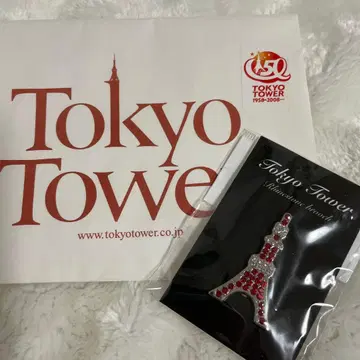 Tokyo
Tower
www.tokyotower.co.jp
50
TOKYO
TOWER
1958-2008
Tokyo Tower
Rhinestone brooch